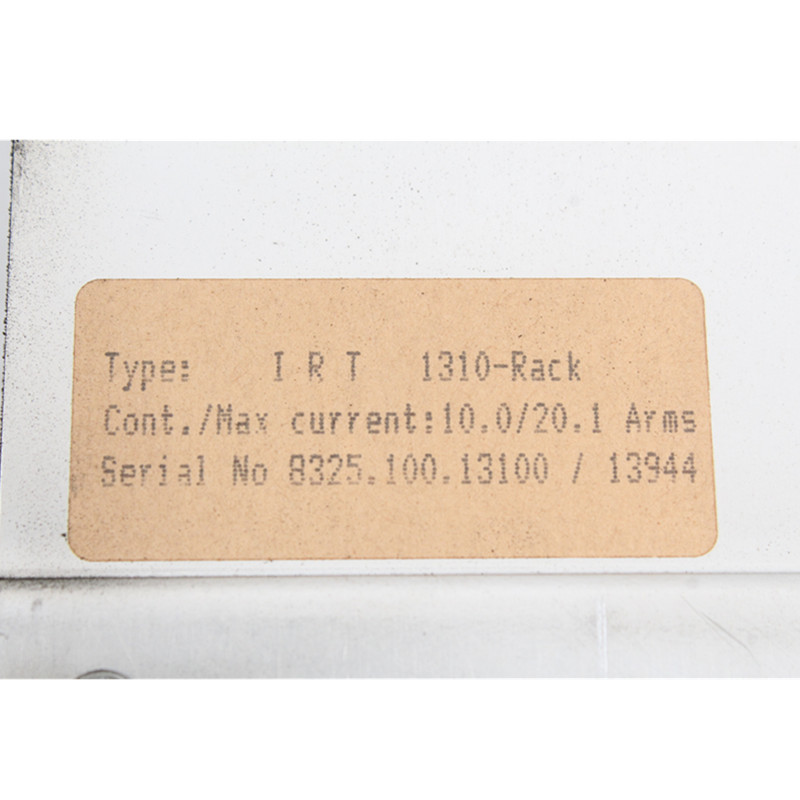 Type: I R T 1310-Rack
Cont./Max current:10.0/20.1 Arms
Serial No 8325.100.13100 / 13944